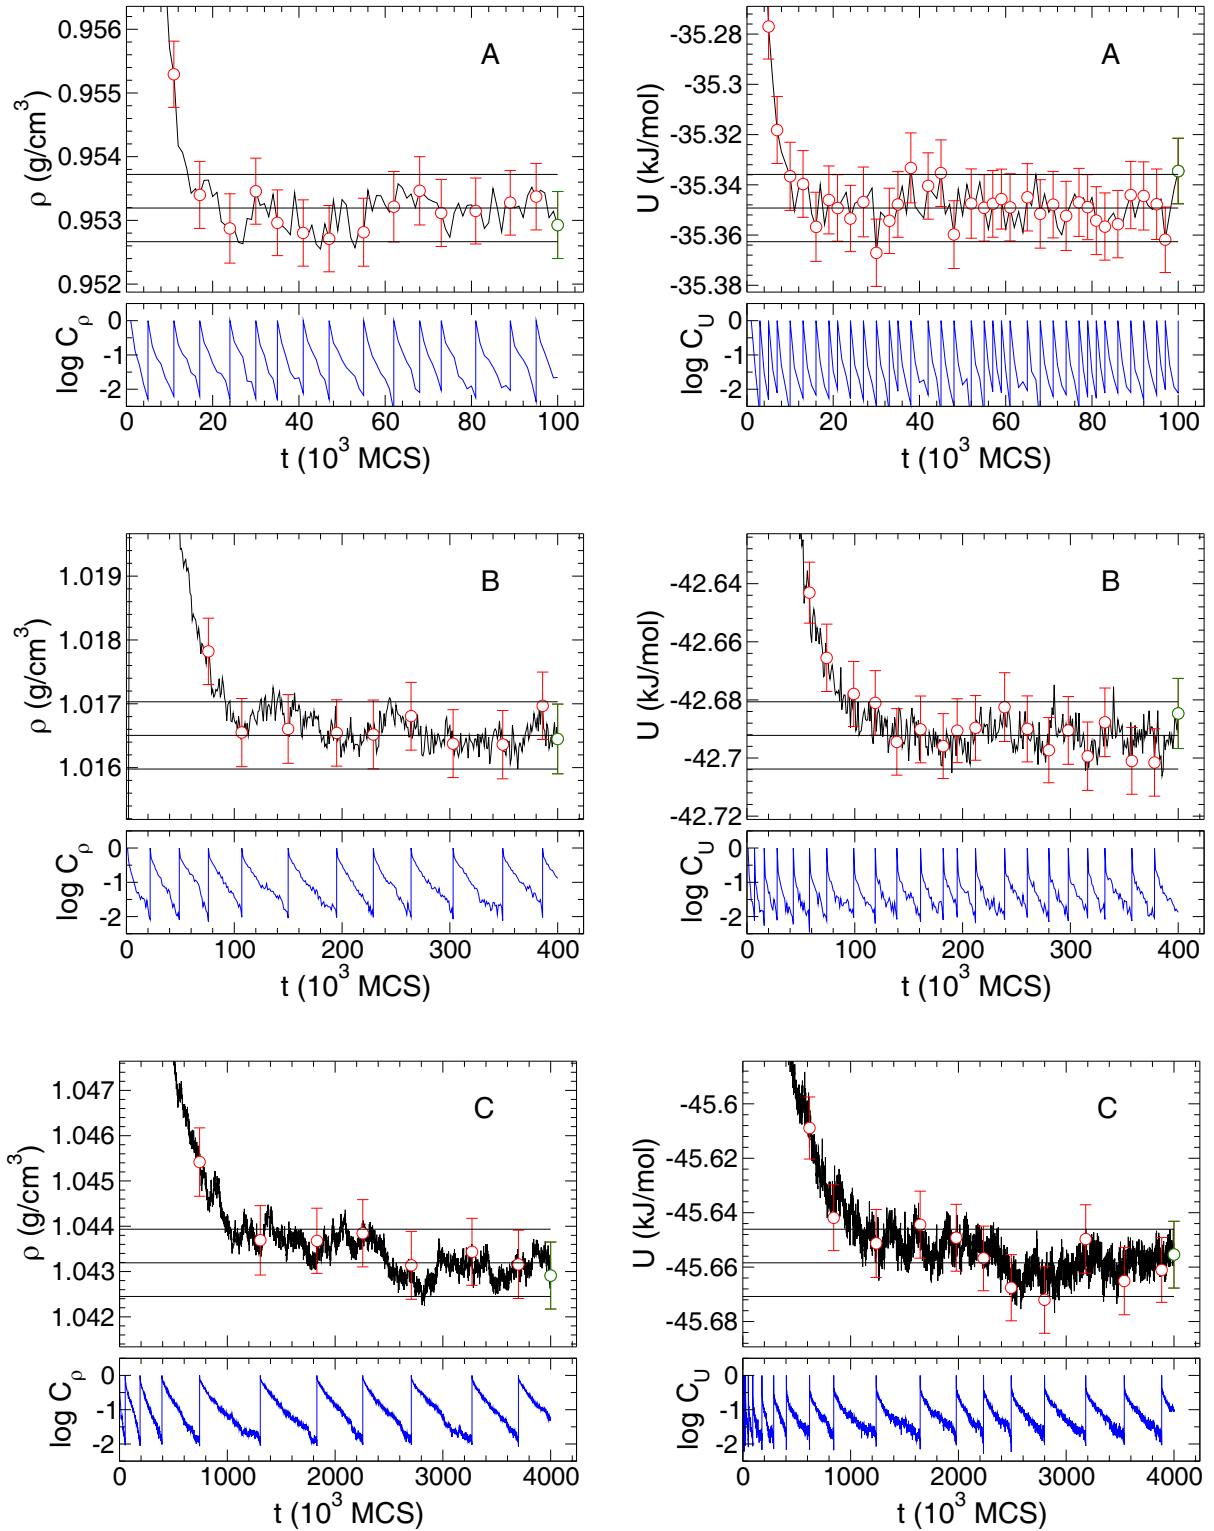 0.956
0.955
0.954
0.953
0.952
ρ (g/cm³)
A
0
-1
-2
log Cρ
0 20 40 60 80 100
t (10³ MCS)
-35.28
-35.3
-35.32
-35.34
-35.36
-35.38
U (kJ/mol)
A
0
-1
-2
log C_U
0 20 40 60 80 100
t (10³ MCS)
1.019
1.018
1.017
1.016
ρ (g/cm³)
B
0
-1
-2
log Cρ
0 100 200 300 400
t (10³ MCS)
-42.64
-42.66
-42.68
-42.7
-42.72
U (kJ/mol)
B
0
-1
-2
log C_U
0 100 200 300 400
t (10³ MCS)
1.047
1.046
1.045
1.044
1.043
1.042
ρ (g/cm³)
C
0
-1
-2
log Cρ
0 1000 2000 3000 4000
t (10³ MCS)
-45.6
-45.62
-45.64
-45.66
-45.68
U (kJ/mol)
C
0
-1
-2
log C_U
0 1000 2000 3000 4000
t (10³ MCS)